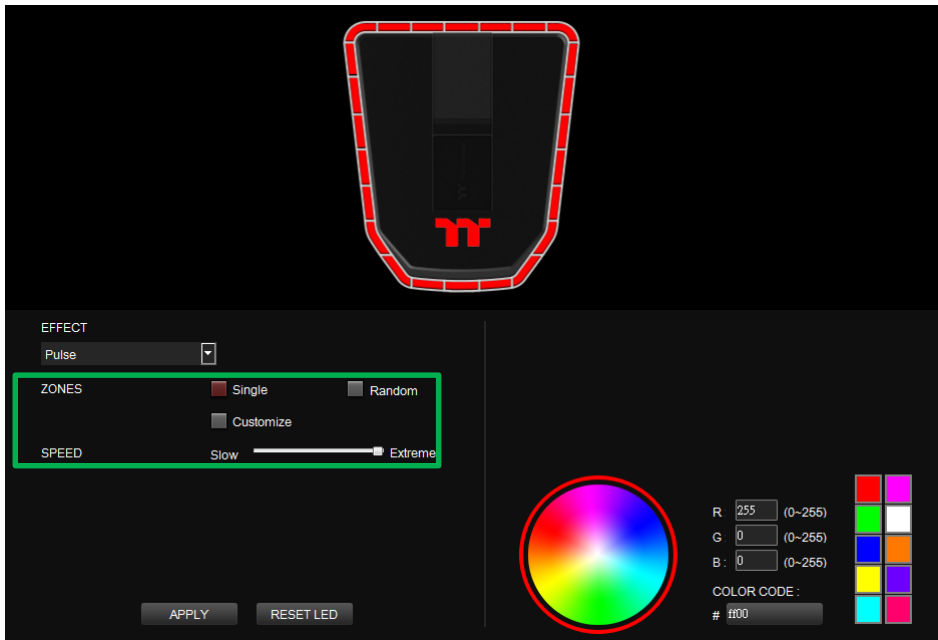 EFFECT
Pulse
ZONES
Single
Random
Customize
SPEED
Slow
Extreme
APPLY
RESET LED
R 255 (0~255)
G 0 (0~255)
B : 0 (0~255)
COLOR CODE :
# ff00